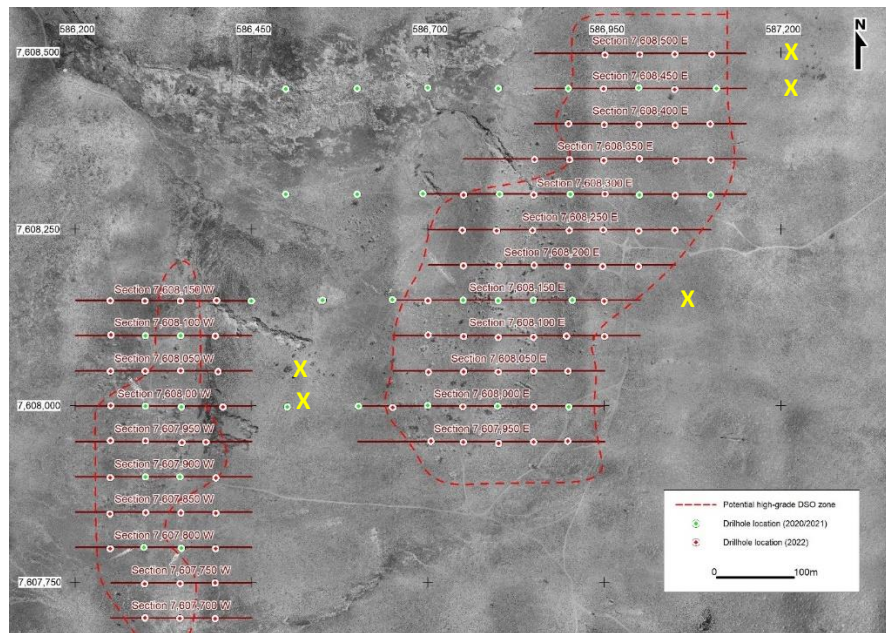 586,200
586,450
586,700
586,950
587,200
N
7,608,500
Section 7,608,500 E
X
Section 7,608,450 E
X
Section 7,608,400 E
Section 7,608,350 E
Section 7,608,300 E
7,608,250
Section 7,608,250 E
Section 7,608,200 E
Section 7,608,150 W
Section 7,608,150 E
X
Section 7,608,100 W
Section 7,608,100 E
Section 7,608,050 W
X
Section 7,608,050 E
7,608,000
Section 7,608,00 W
X
Section 7,608,000 E
Section 7,607,950 W
Section 7,607,950 E
Section 7,607,900 W
Section 7,607,850 W
Section 7,607,800 W
7,607,750
Section 7,607,750 W
Section 7,607,700 W
Potential high-grade DSO zone
Drillhole location (2020/2021)
Drillhole location (2022)
0 100m